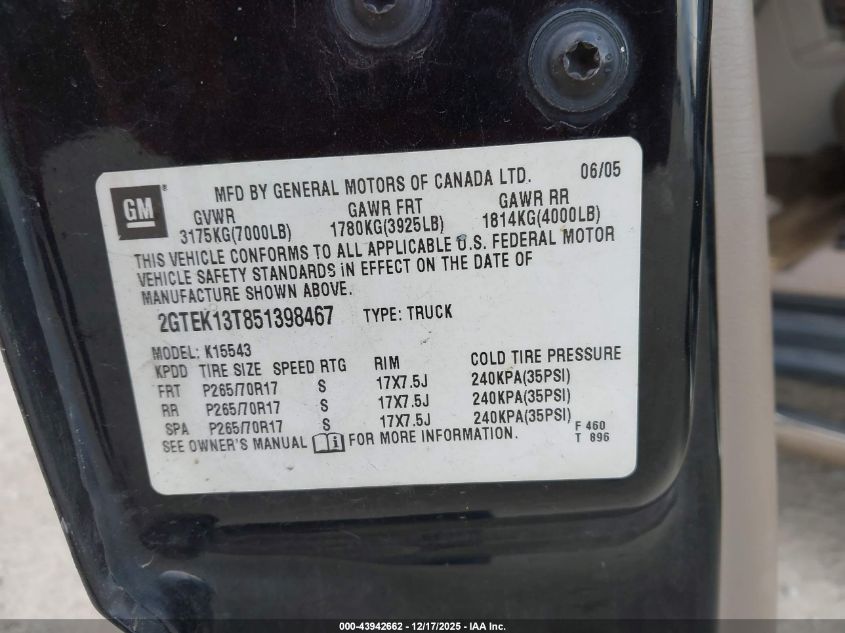 GM
MFD BY GENERAL MOTORS OF CANADA LTD. 06/05
GVWR GAWR FRT GAWR RR
3175KG(7000LB) 1780KG(3925LB) 1814KG(4000LB)
THIS VEHICLE CONFORMS TO ALL APPLICABLE U.S. FEDERAL MOTOR
VEHICLE SAFETY STANDARDS IN EFFECT ON THE DATE OF
MANUFACTURE SHOWN ABOVE.
2GTEK13T851398467 TYPE: TRUCK
MODEL: K15543
KPDD TIRE SIZE SPEED RTG RIM COLD TIRE PRESSURE
FRT P265/70R17 S 17X7.5J 240KPA(35PSI)
RR P265/70R17 S 17X7.5J 240KPA(35PSI)
SPA P265/70R17 S 17X7.5J 240KPA(35PSI)
SEE OWNER'S MANUAL FOR MORE INFORMATION.
F 460
T 896
000-43942662 - 12/17/2025 - IAA Inc.